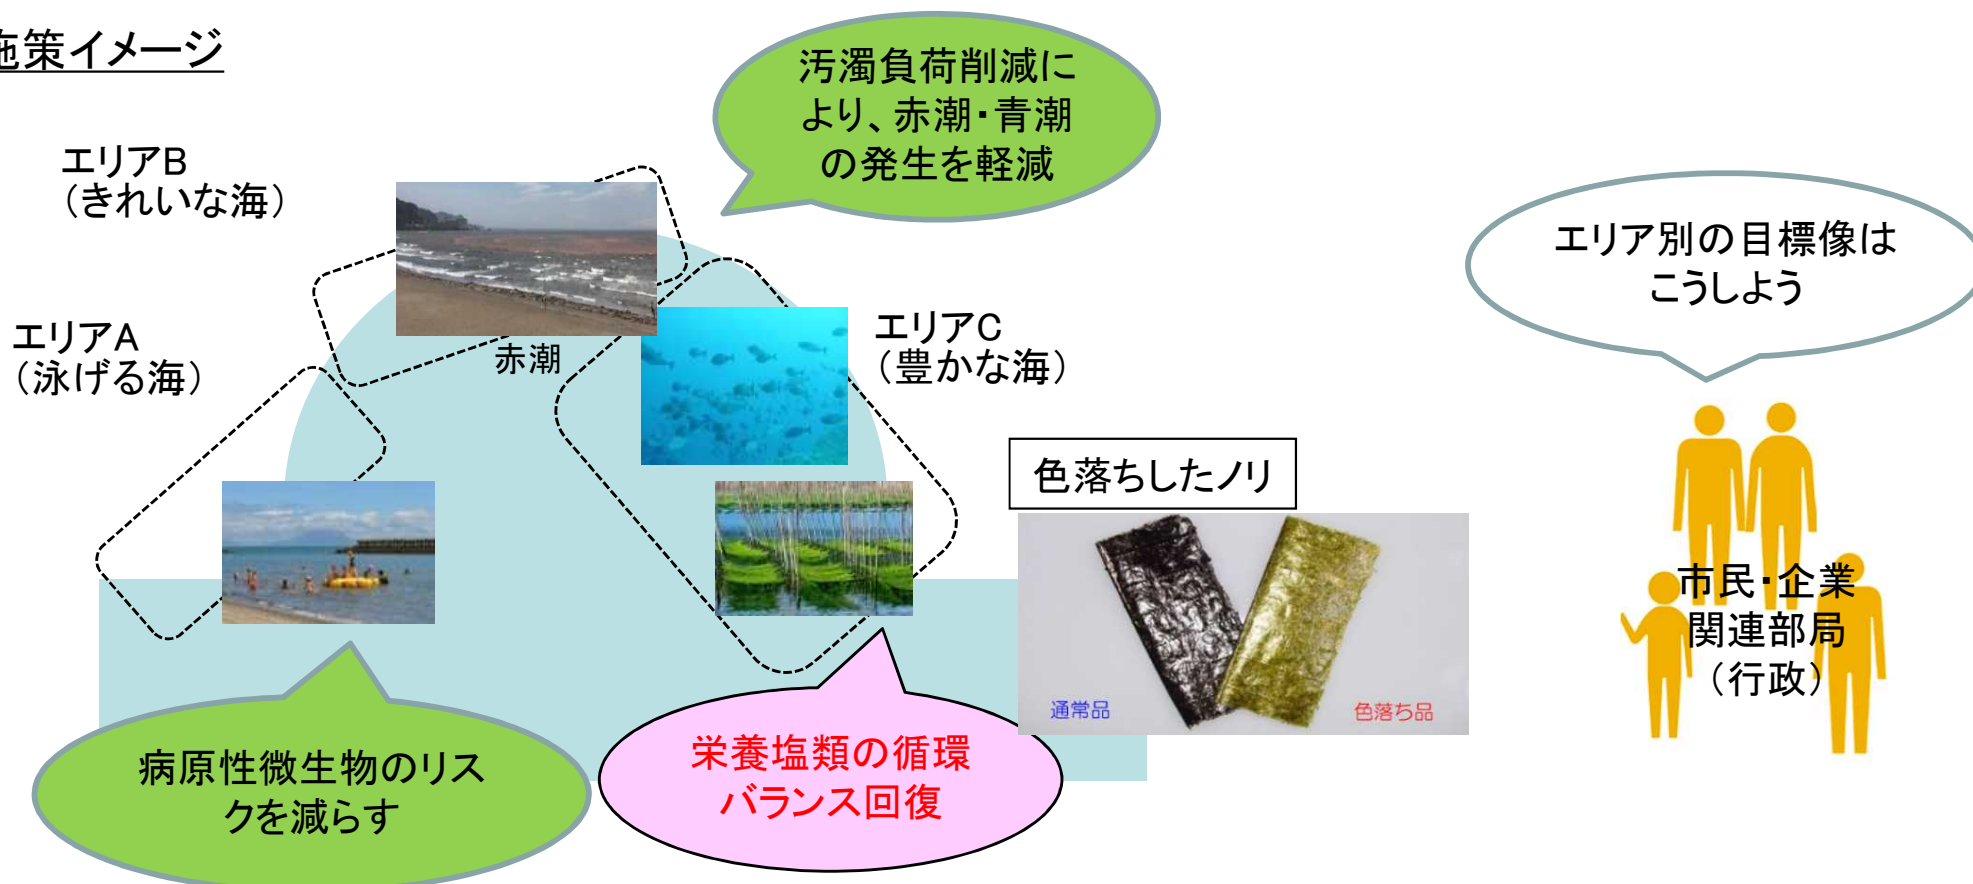 施策イメージ
汚濁負荷削減に
より、赤潮・青潮
の発生を軽減
エリアB
（きれいな海）
エリア別の目標像は
こうしよう
エリアA
（泳げる海）
赤潮
エリアC
（豊かな海）
色落ちしたノリ
通常品
色落ち品
市民・企業
関連部局
（行政）
病原性微生物のリス
クを減らす
栄養塩類の循環
バランス回復